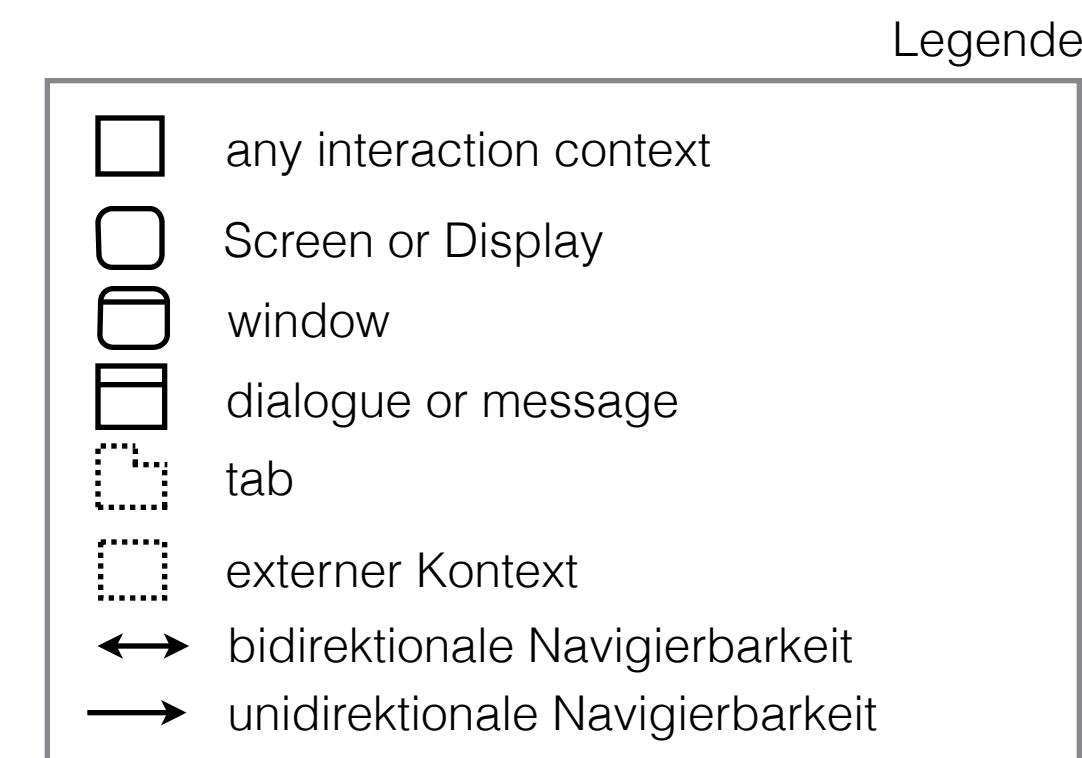 Legende
any interaction context
Screen or Display
window
dialogue or message
tab
externer Kontext
bidirektionale Navigierbarkeit
unidirektionale Navigierbarkeit